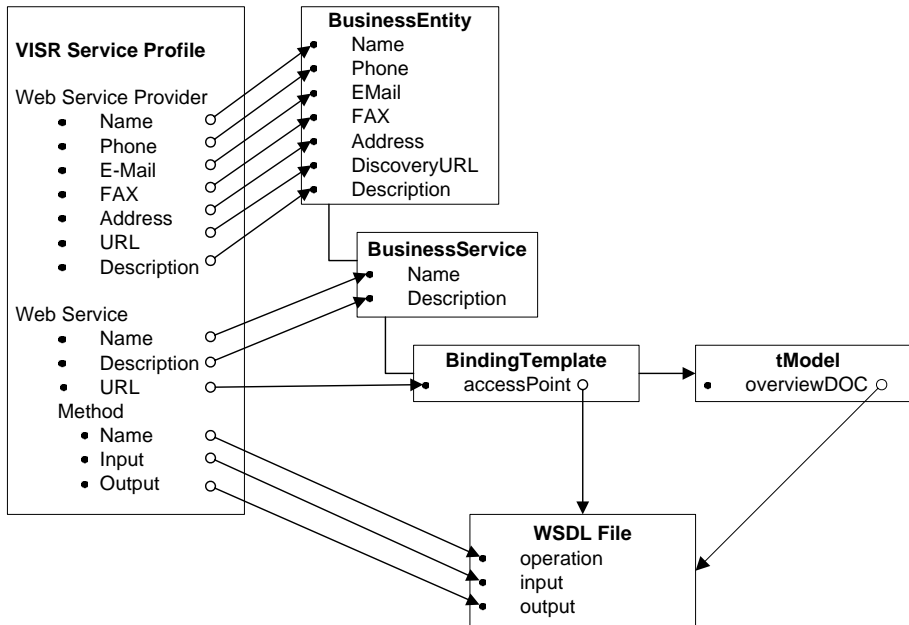 VISR Service Profile
Web Service Provider
Name
Phone
E-Mail
FAX
Address
URL
Description
Web Service
Name
Description
URL
Method
Name
Input
Output
BusinessEntity
Name
Phone
EMail
FAX
Address
DiscoveryURL
Description
BusinessService
Name
Description
BindingTemplate
accessPoint
tModel
overviewDOC
WSDL File
operation
input
output